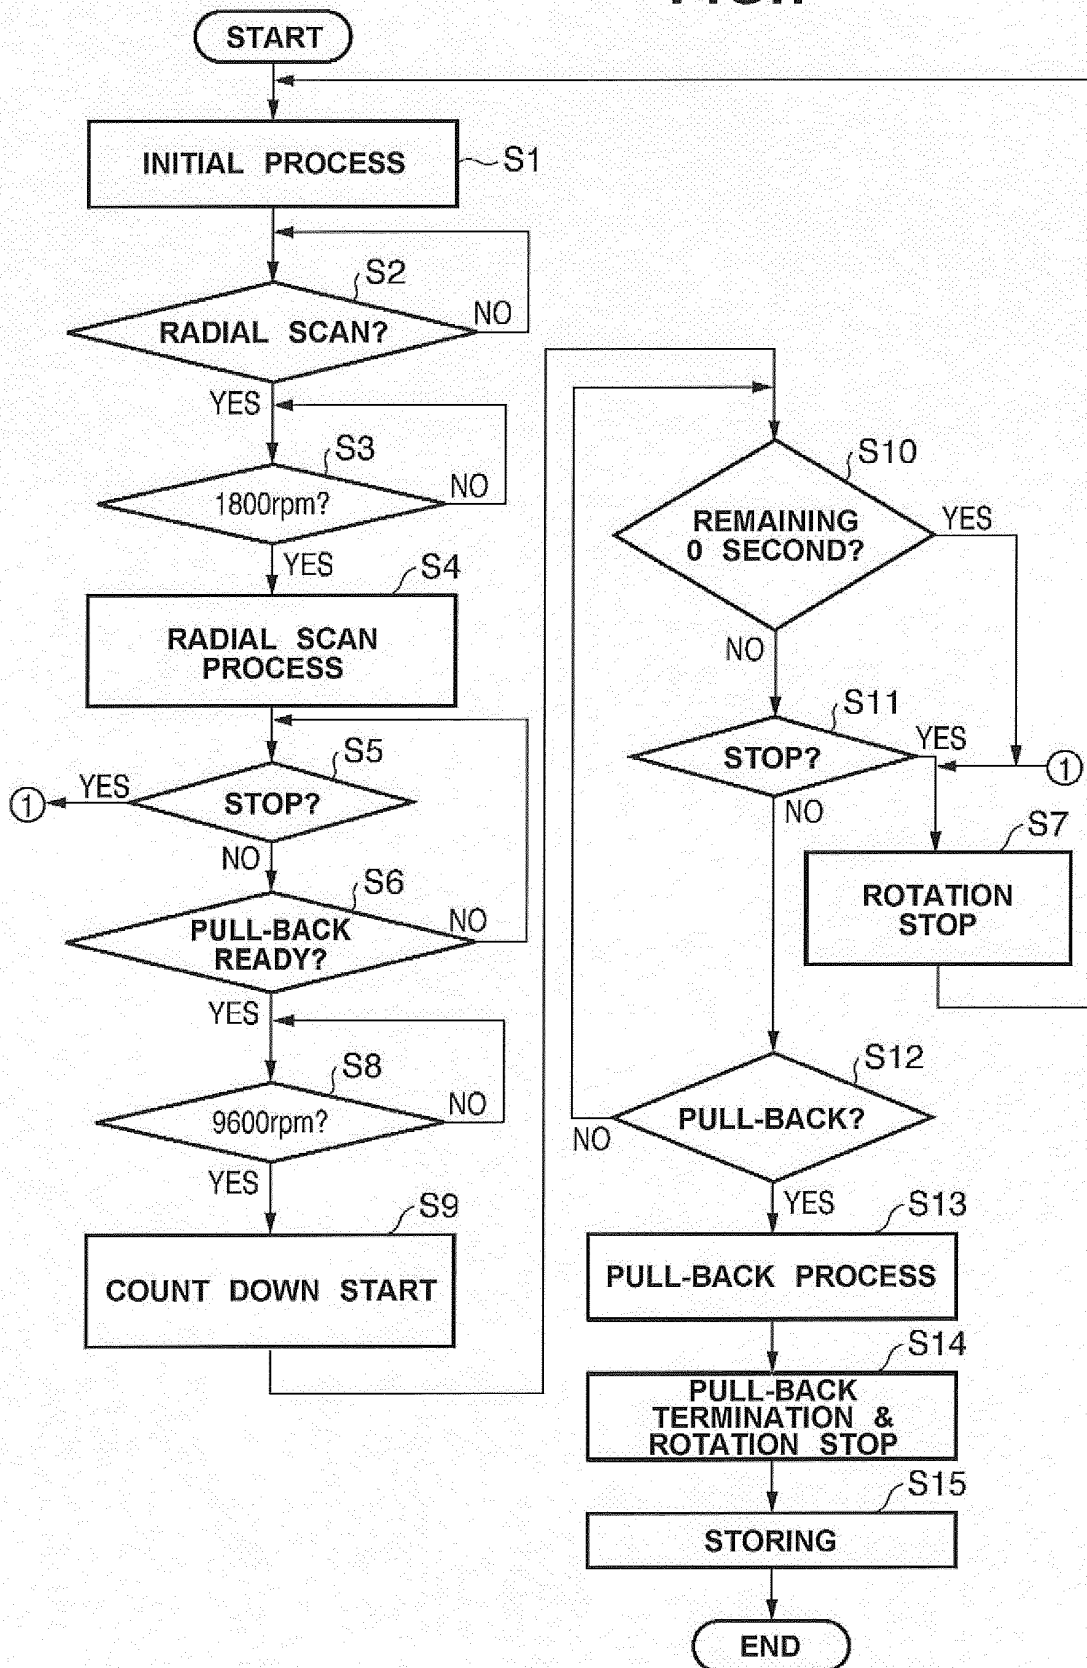 START
INITIAL PROCESS
S1
S2
RADIAL SCAN?
NO
YES
S3
1800rpm?
NO
YES
S4
RADIAL SCAN
PROCESS
S5
YES
1
STOP?
NO
S6
PULL-BACK
READY?
NO
YES
S8
9600rpm?
NO
YES
S9
COUNT DOWN START
S10
REMAINING
0 SECOND?
YES
NO
S11
STOP?
YES
1
NO
S7
ROTATION
STOP
S12
PULL-BACK?
NO
YES
S13
PULL-BACK PROCESS
S14
PULL-BACK
TERMINATION &
ROTATION STOP
S15
STORING
END